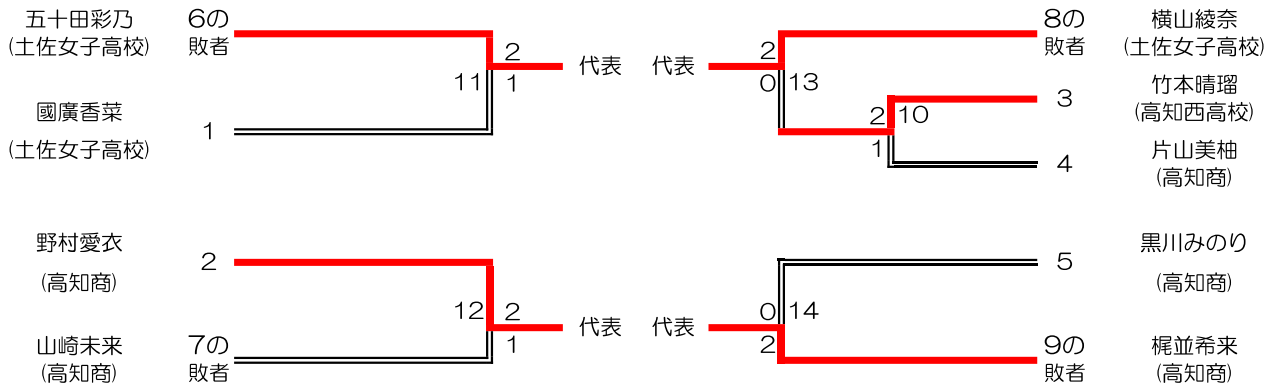 五十田彩乃
(土佐女子高校)
6の
敗者
11
2
1
代表
國廣香菜
(土佐女子高校)
1
代表
2
0
13
8の
敗者
横山綾奈
(土佐女子高校)
2
1
10
3
竹本晴瑠
(高知西高校)
4
片山美柚
(高知商)
野村愛衣
(高知商)
2
12
2
1
代表
山崎未来
(高知商)
7の
敗者
代表
0
2
14
5
黒川みのり
(高知商)
9の
敗者
梶並希来
(高知商)